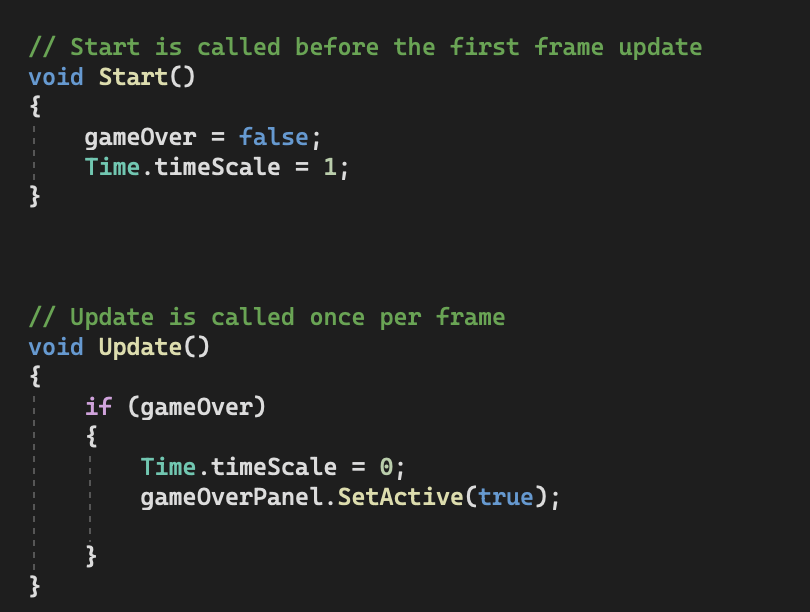 // Start is called before the first frame update
void Start()
{
    gameOver = false;
    Time.timeScale = 1;
}
// Update is called once per frame
void Update()
{
    if (gameOver)
    {
        Time.timeScale = 0;
        gameOverPanel.SetActive(true);
    }
}